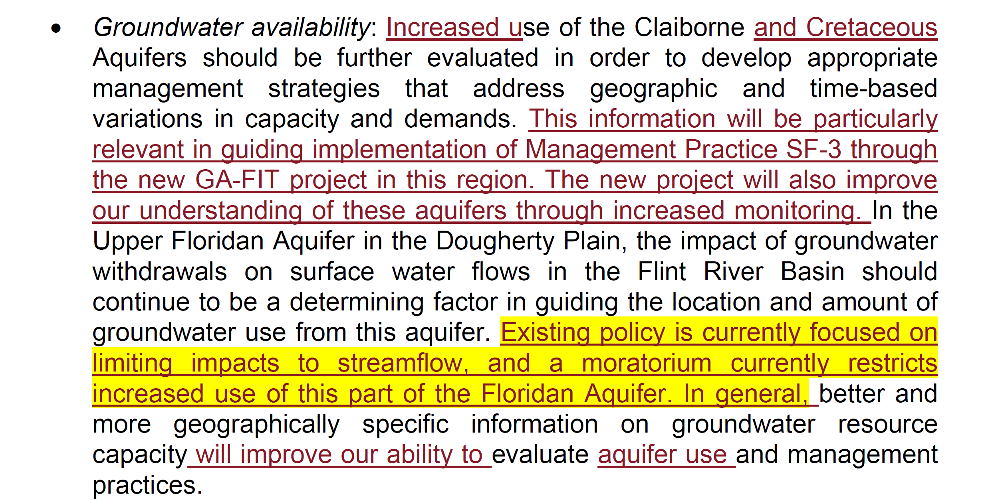 • Groundwater availability: Increased use of the Claiborne and Cretaceous
Aquifers should be further evaluated in order to develop appropriate
management strategies that address geographic and time-based
variations in capacity and demands. This information will be particularly
relevant in guiding implementation of Management Practice SF-3 through
the new GA-FIT project in this region. The new project will also improve
our understanding of these aquifers through increased monitoring. In the
Upper Floridan Aquifer in the Dougherty Plain, the impact of groundwater
withdrawals on surface water flows in the Flint River Basin should
continue to be a determining factor in guiding the location and amount of
groundwater use from this aquifer. Existing policy is currently focused on
limiting impacts to streamflow, and a moratorium currently restricts
increased use of this part of the Floridan Aquifer. In general, better and
more geographically specific information on groundwater resource
capacity will improve our ability to evaluate aquifer use and management
practices.